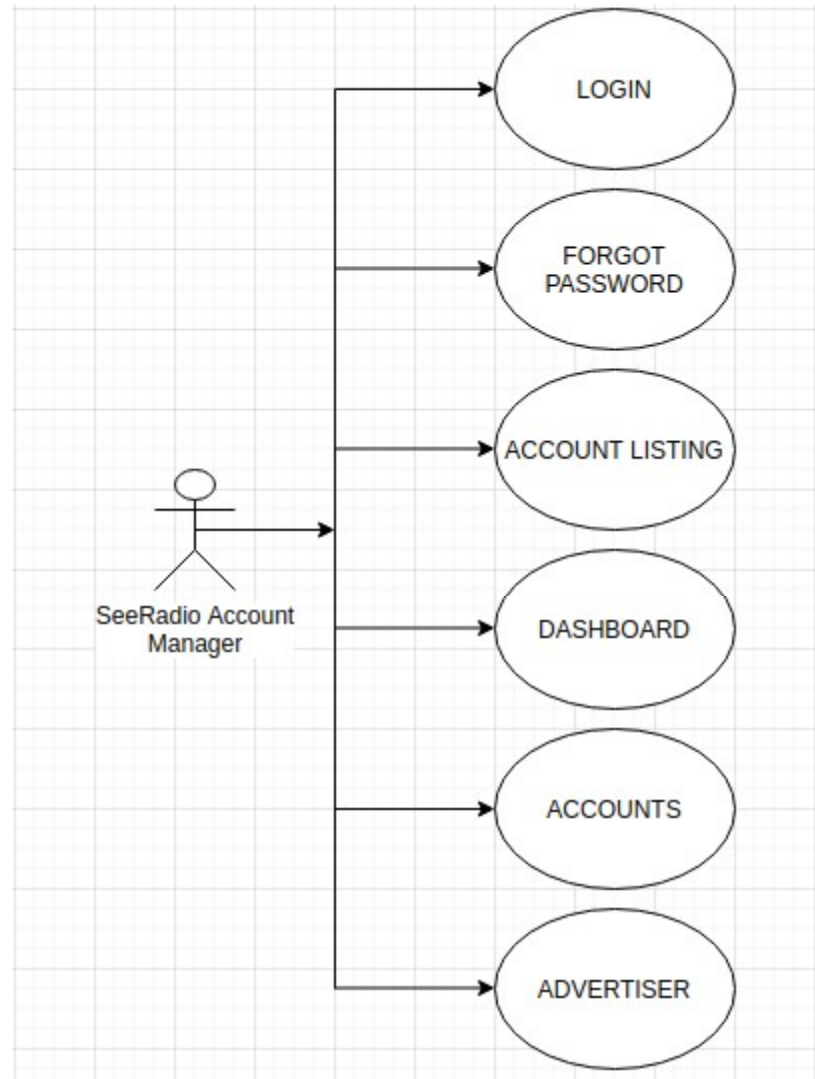 LOGIN
FORGOT
PASSWORD
ACCOUNT LISTING
SeeRadio Account
Manager
DASHBOARD
ACCOUNTS
ADVERTISER